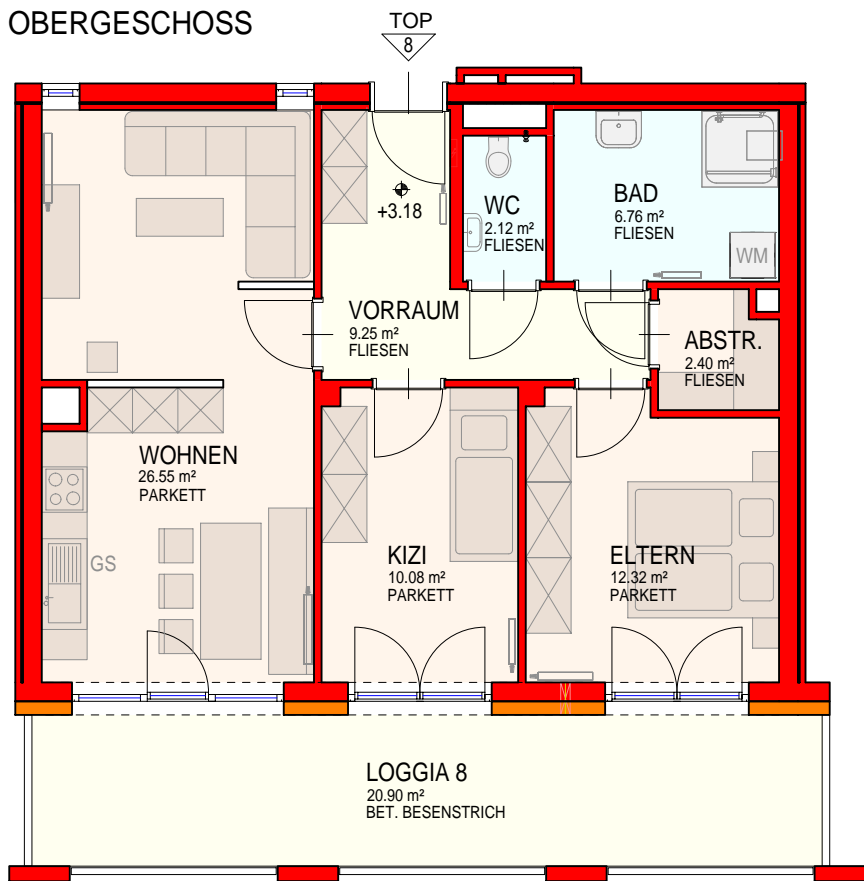 OBERGESCHOSS
TOP
8
+3.18
WC
2.12 m²
FLIESEN
BAD
6.76 m²
FLIESEN
WM
VORRAUM
9.25 m²
FLIESEN
ABSTR.
2.40 m²
FLIESEN
WOHNEN
26.55 m²
PARKETT
GS
KIZI
10.08 m²
PARKETT
ELTERN
12.32 m²
PARKETT
LOGGIA 8
20.90 m²
BET. BESENSTRICH